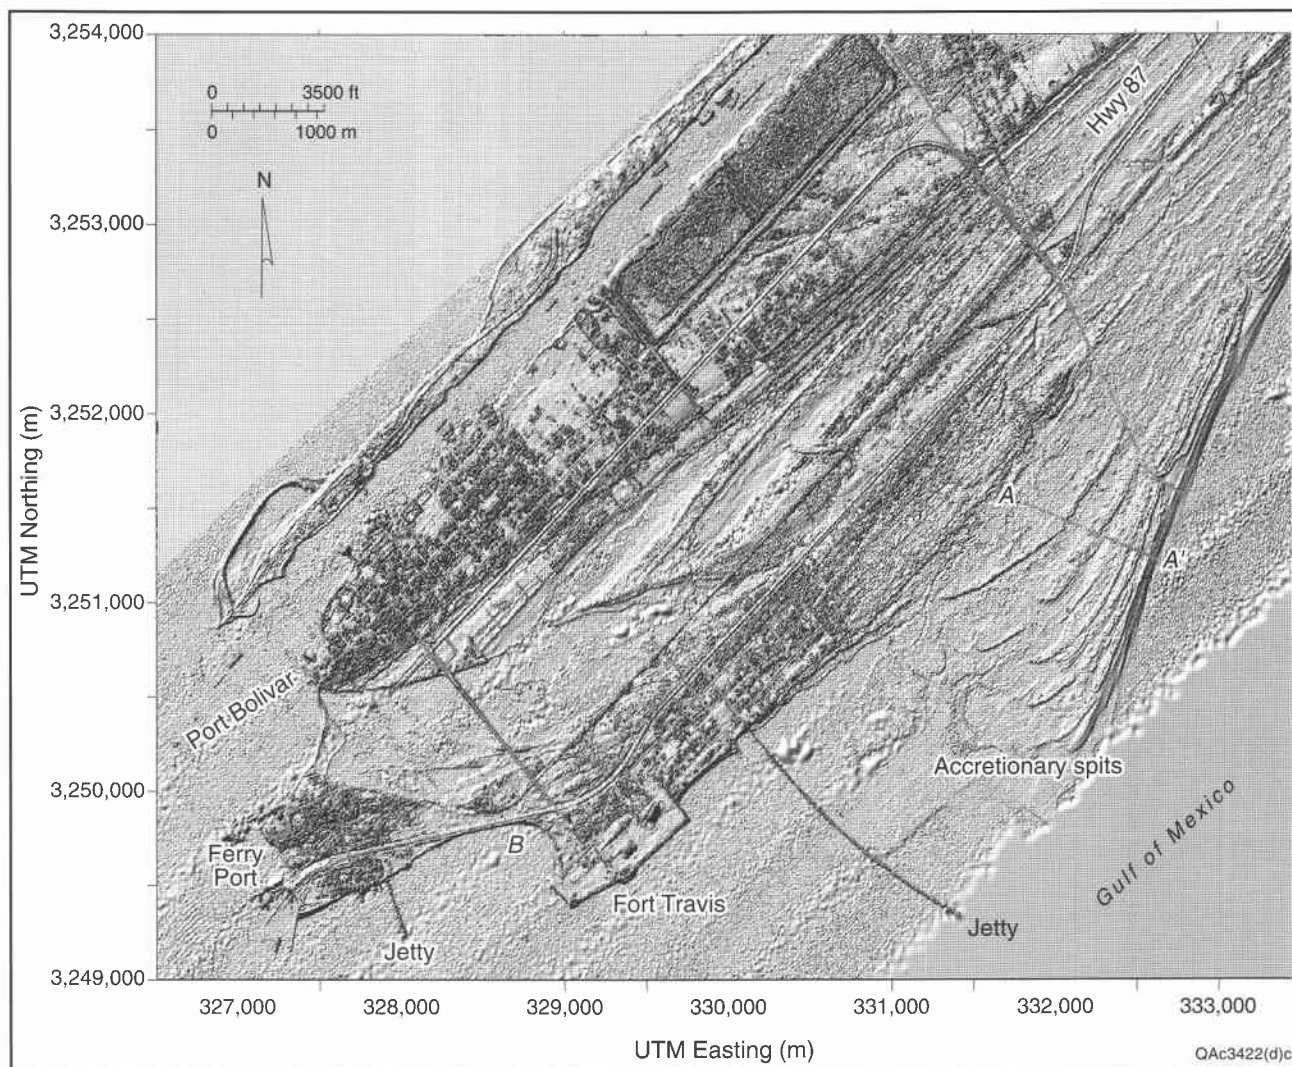 3,254,000
3,253,000
3,252,000
3,251,000
3,250,000
3,249,000
UTM Northing (m)
0 3500 ft
0 1000 m
N
Hwy 87
A
A'
Port Bolivar
Accretionary spits
Gulf of Mexico
B
Ferry
Port
Fort Travis
Jetty
Jetty
327,000 328,000 329,000 330,000 331,000 332,000 333,000
UTM Easting (m)
QAc3422(d)c